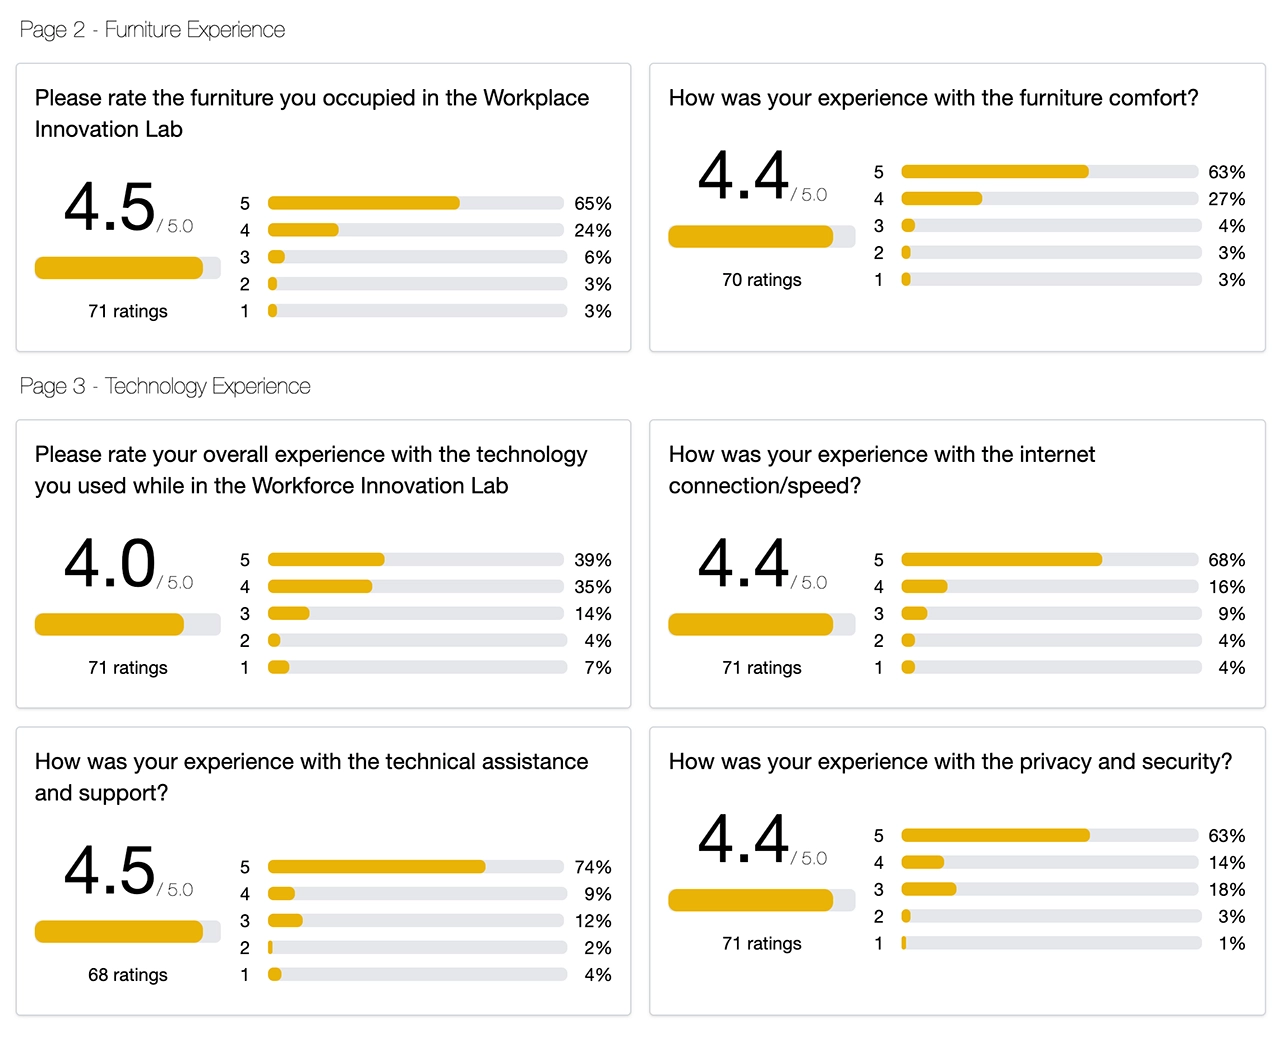 Page 2 - Furniture Experience
Please rate the furniture you occupied in the Workplace
Innovation Lab
4.5 / 5.0
71 ratings
5 65%
4 24%
3 6%
2 3%
1 3%
How was your experience with the furniture comfort?
4.4 / 5.0
70 ratings
5 63%
4 27%
3 4%
2 3%
1 3%
Page 3 - Technology Experience
Please rate your overall experience with the technology
you used while in the Workforce Innovation Lab
4.0 / 5.0
71 ratings
5 39%
4 35%
3 14%
2 4%
1 7%
How was your experience with the internet
connection/speed?
4.4 / 5.0
71 ratings
5 68%
4 16%
3 9%
2 4%
1 4%
How was your experience with the technical assistance
and support?
4.5 / 5.0
68 ratings
5 74%
4 9%
3 12%
2 2%
1 4%
How was your experience with the privacy and security?
4.4 / 5.0
71 ratings
5 63%
4 14%
3 18%
2 3%
1 1%